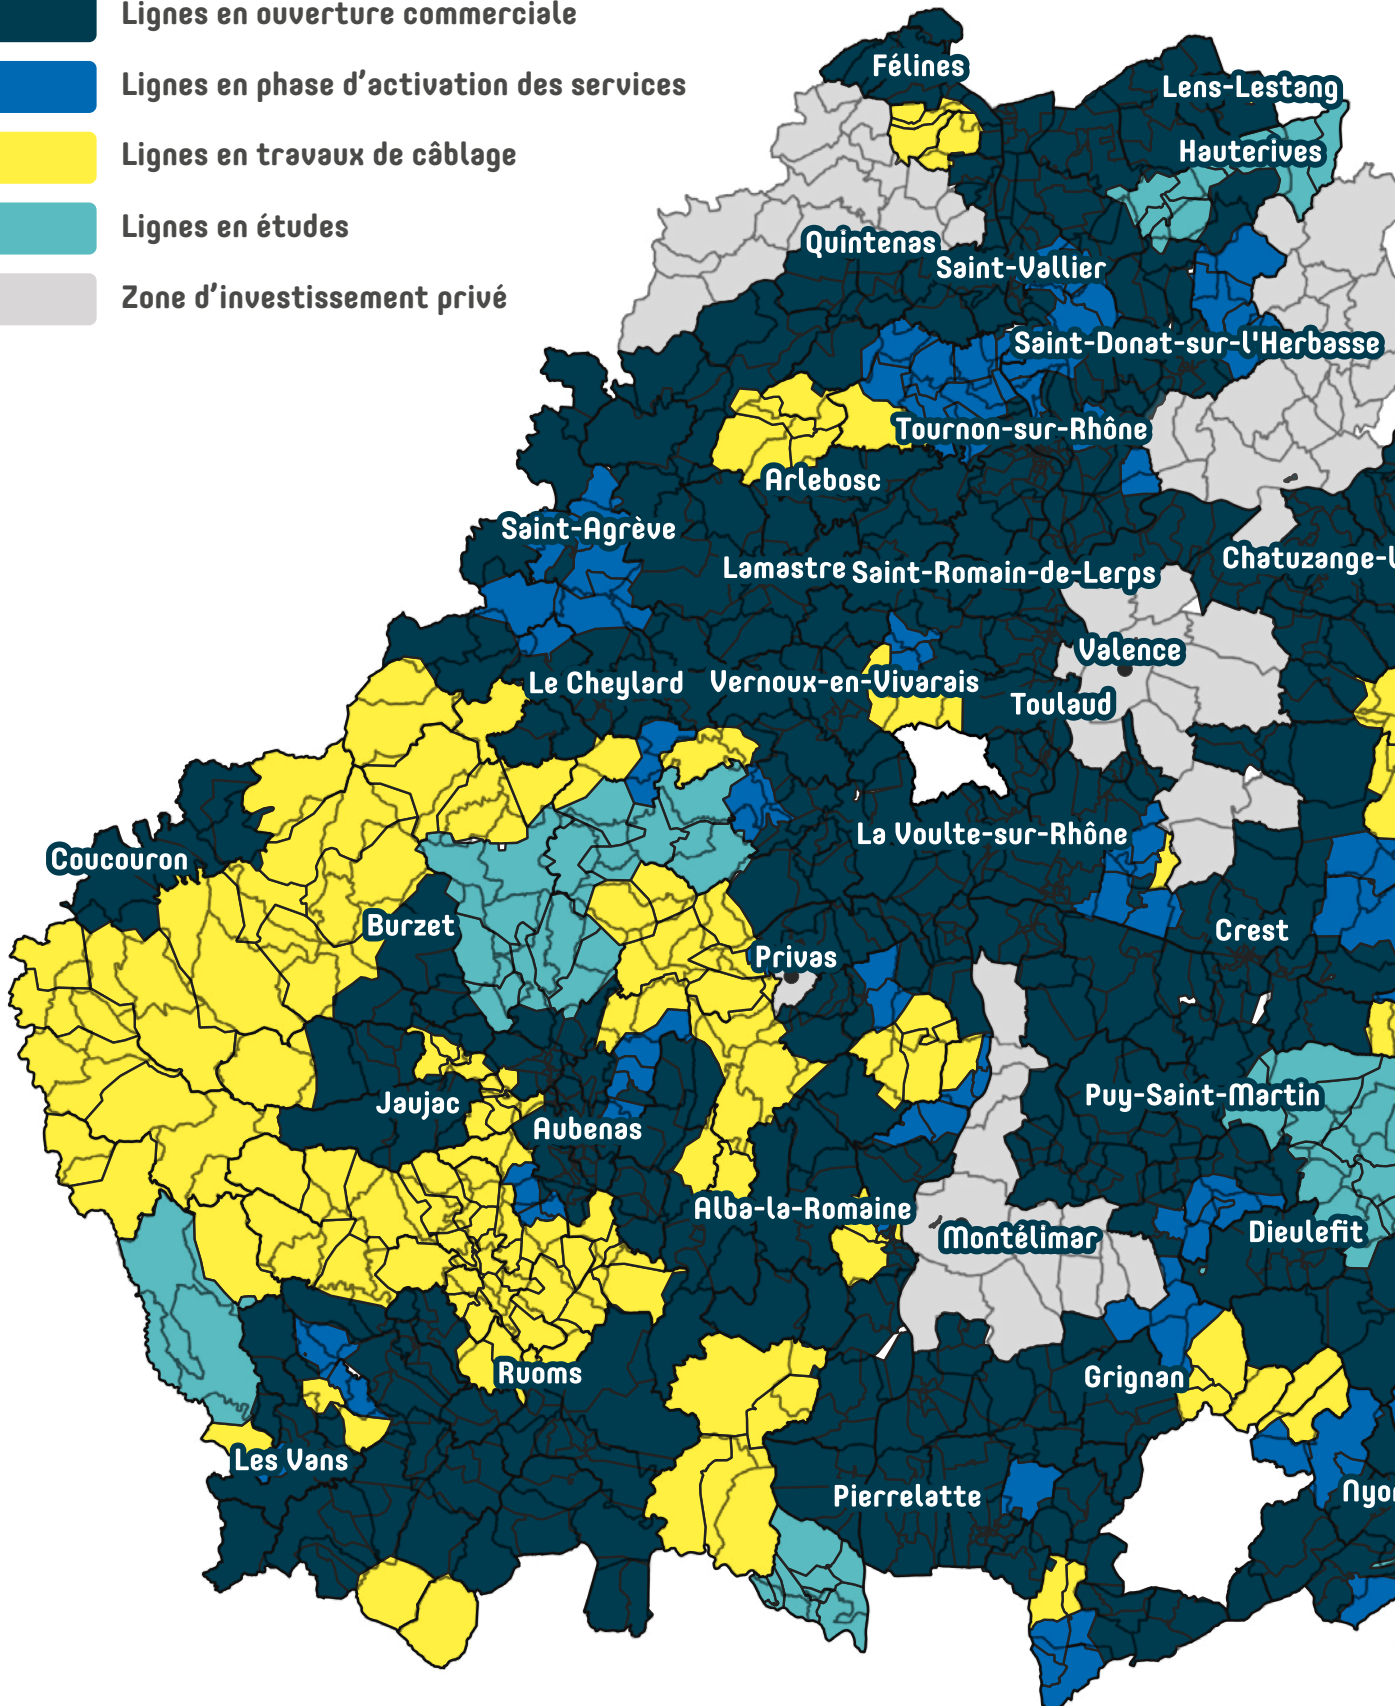 Lignes en ouverture commerciale
Lignes en phase d'activation des services
Lignes en travaux de câblage
Lignes en études
Zone d'investissement privé
Félines
Lens-Lestang
Hauterives
Quintenas
Saint-Vallier
Saint-Donat-sur-l'Herbasse
Tournon-sur-Rhône
Arlebosc
Saint-Agrève
Chatuzange-l
Lamastre
Saint-Romain-de-Lerps
Valence
Le Cheylard
Vernoux-en-Vivarais
Toulaud
La Voulte-sur-Rhône
Coucouron
Burzet
Crest
Privas
Puy-Saint-Martin
Jaujac
Aubenas
Alba-la-Romaine
Dieulefit
Montélimar
Ruoms
Grignan
Les Vans
Pierrelatte
Nyo